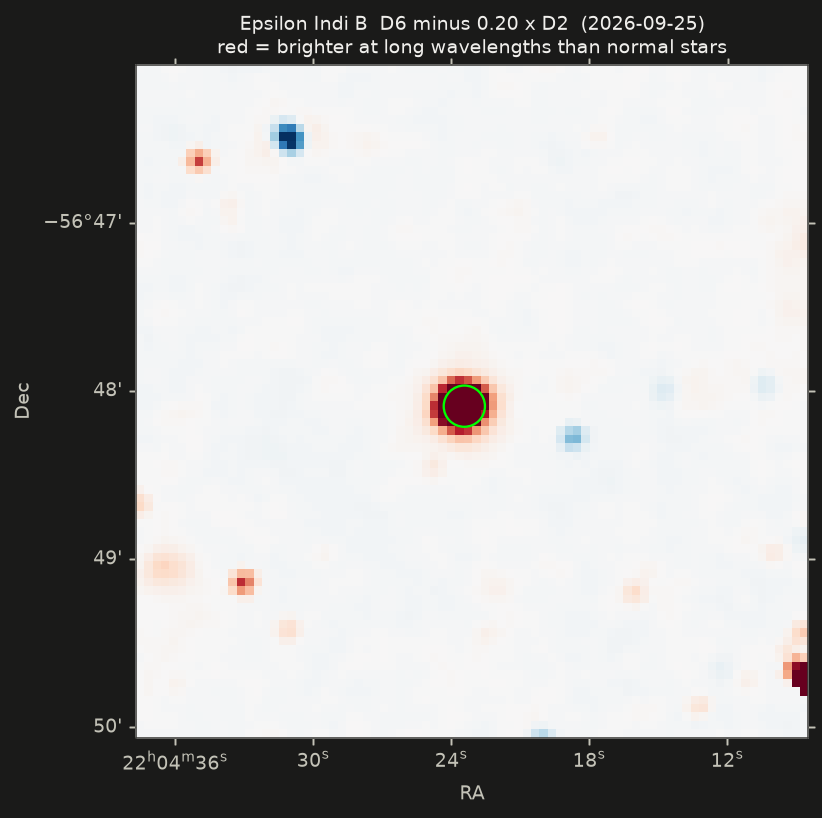 Epsilon Indi B  D6 minus 0.20 x D2  (2026-09-25)
red = brighter at long wavelengths than normal stars
−56°47'
48'
49'
50'
Dec
22ʰ04ᵐ36ˢ
30ˢ
24ˢ
18ˢ
12ˢ
RA